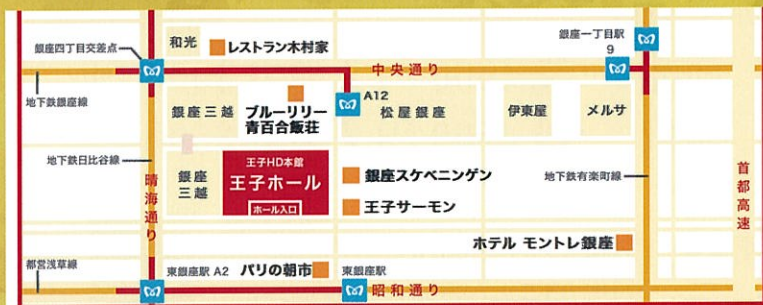 銀座四丁目交差点
和光
レストラン木村家
銀座一丁目駅
9
中央通り
地下鉄銀座線
銀座三越
ブルーリリー
青百合飯荘
A12
松屋銀座
伊東屋
メルサ
地下鉄日比谷線
晴海通り
銀座
三越
王子HD本館
王子ホール
ホール入口
銀座スケベニンゲン
王子サーモン
地下鉄有楽町線
首都高速
ホテル モントレ銀座
都営浅草線
東銀座駅 A2
パリの朝市
東銀座駅
昭和通り